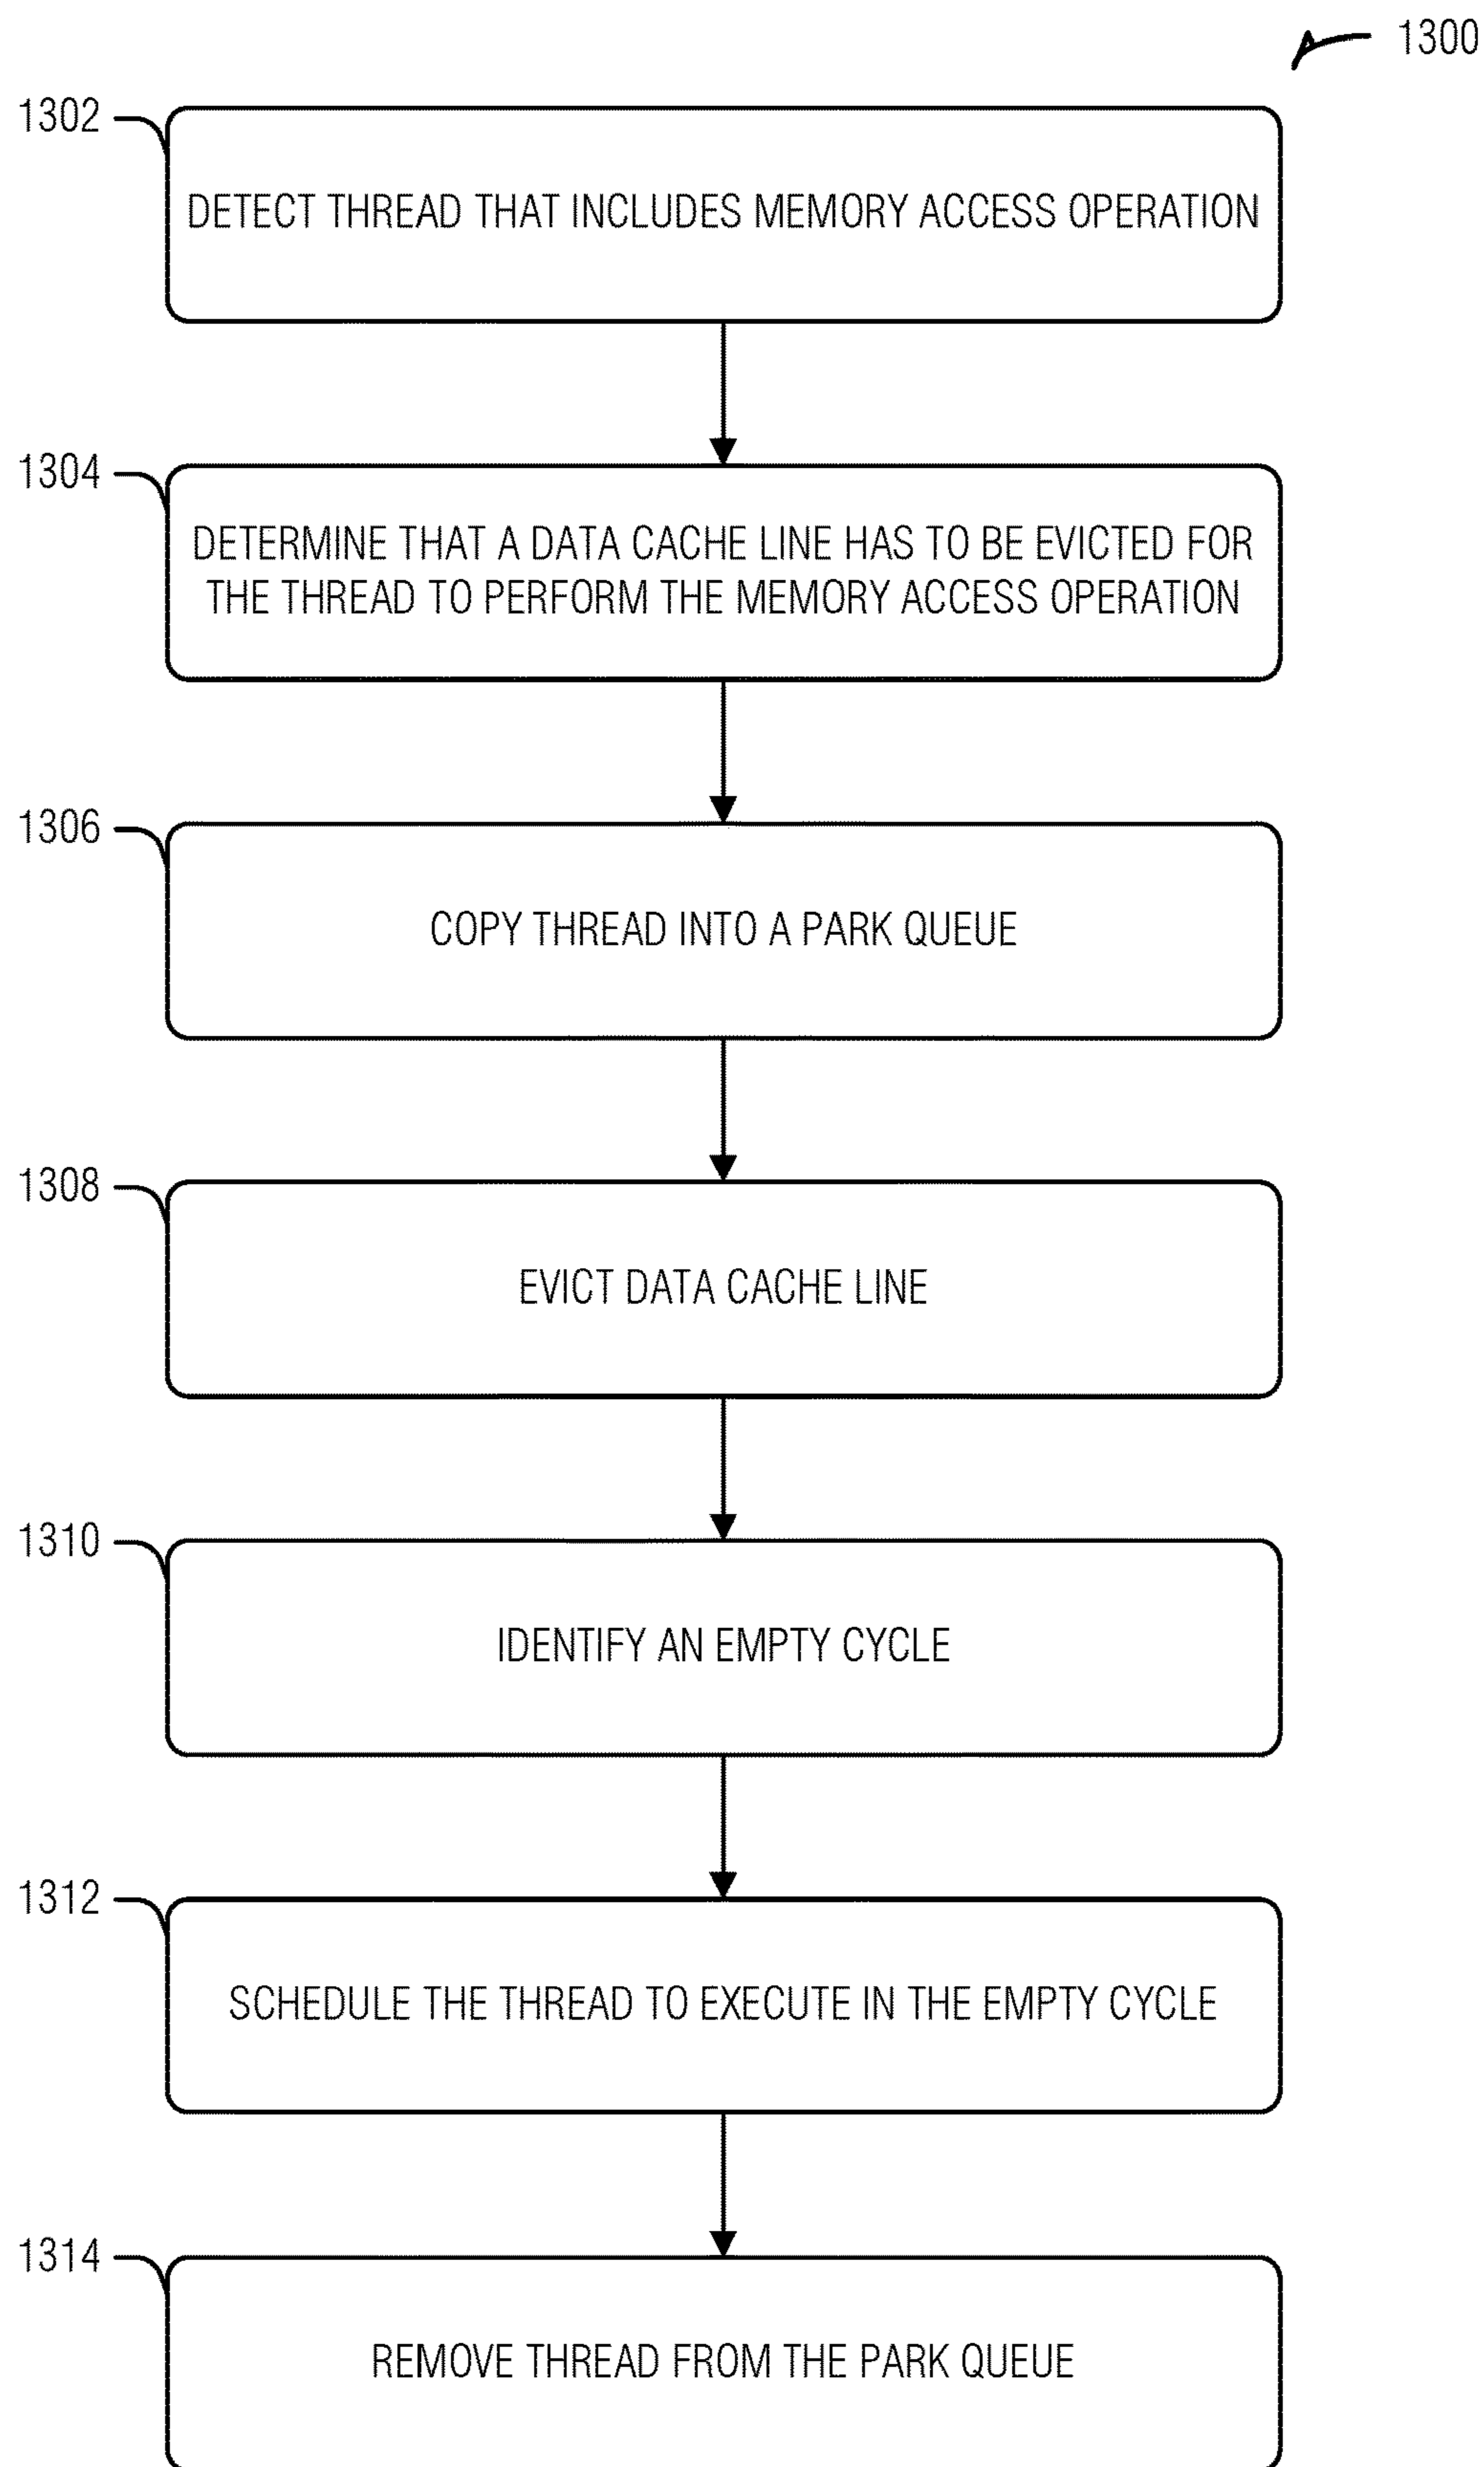 1300
1302
DETECT THREAD THAT INCLUDES MEMORY ACCESS OPERATION
1304
DETERMINE THAT A DATA CACHE LINE HAS TO BE EVICTED FOR
THE THREAD TO PERFORM THE MEMORY ACCESS OPERATION
1306
COPY THREAD INTO A PARK QUEUE
1308
EVICT DATA CACHE LINE
1310
IDENTIFY AN EMPTY CYCLE
1312
SCHEDULE THE THREAD TO EXECUTE IN THE EMPTY CYCLE
1314
REMOVE THREAD FROM THE PARK QUEUE